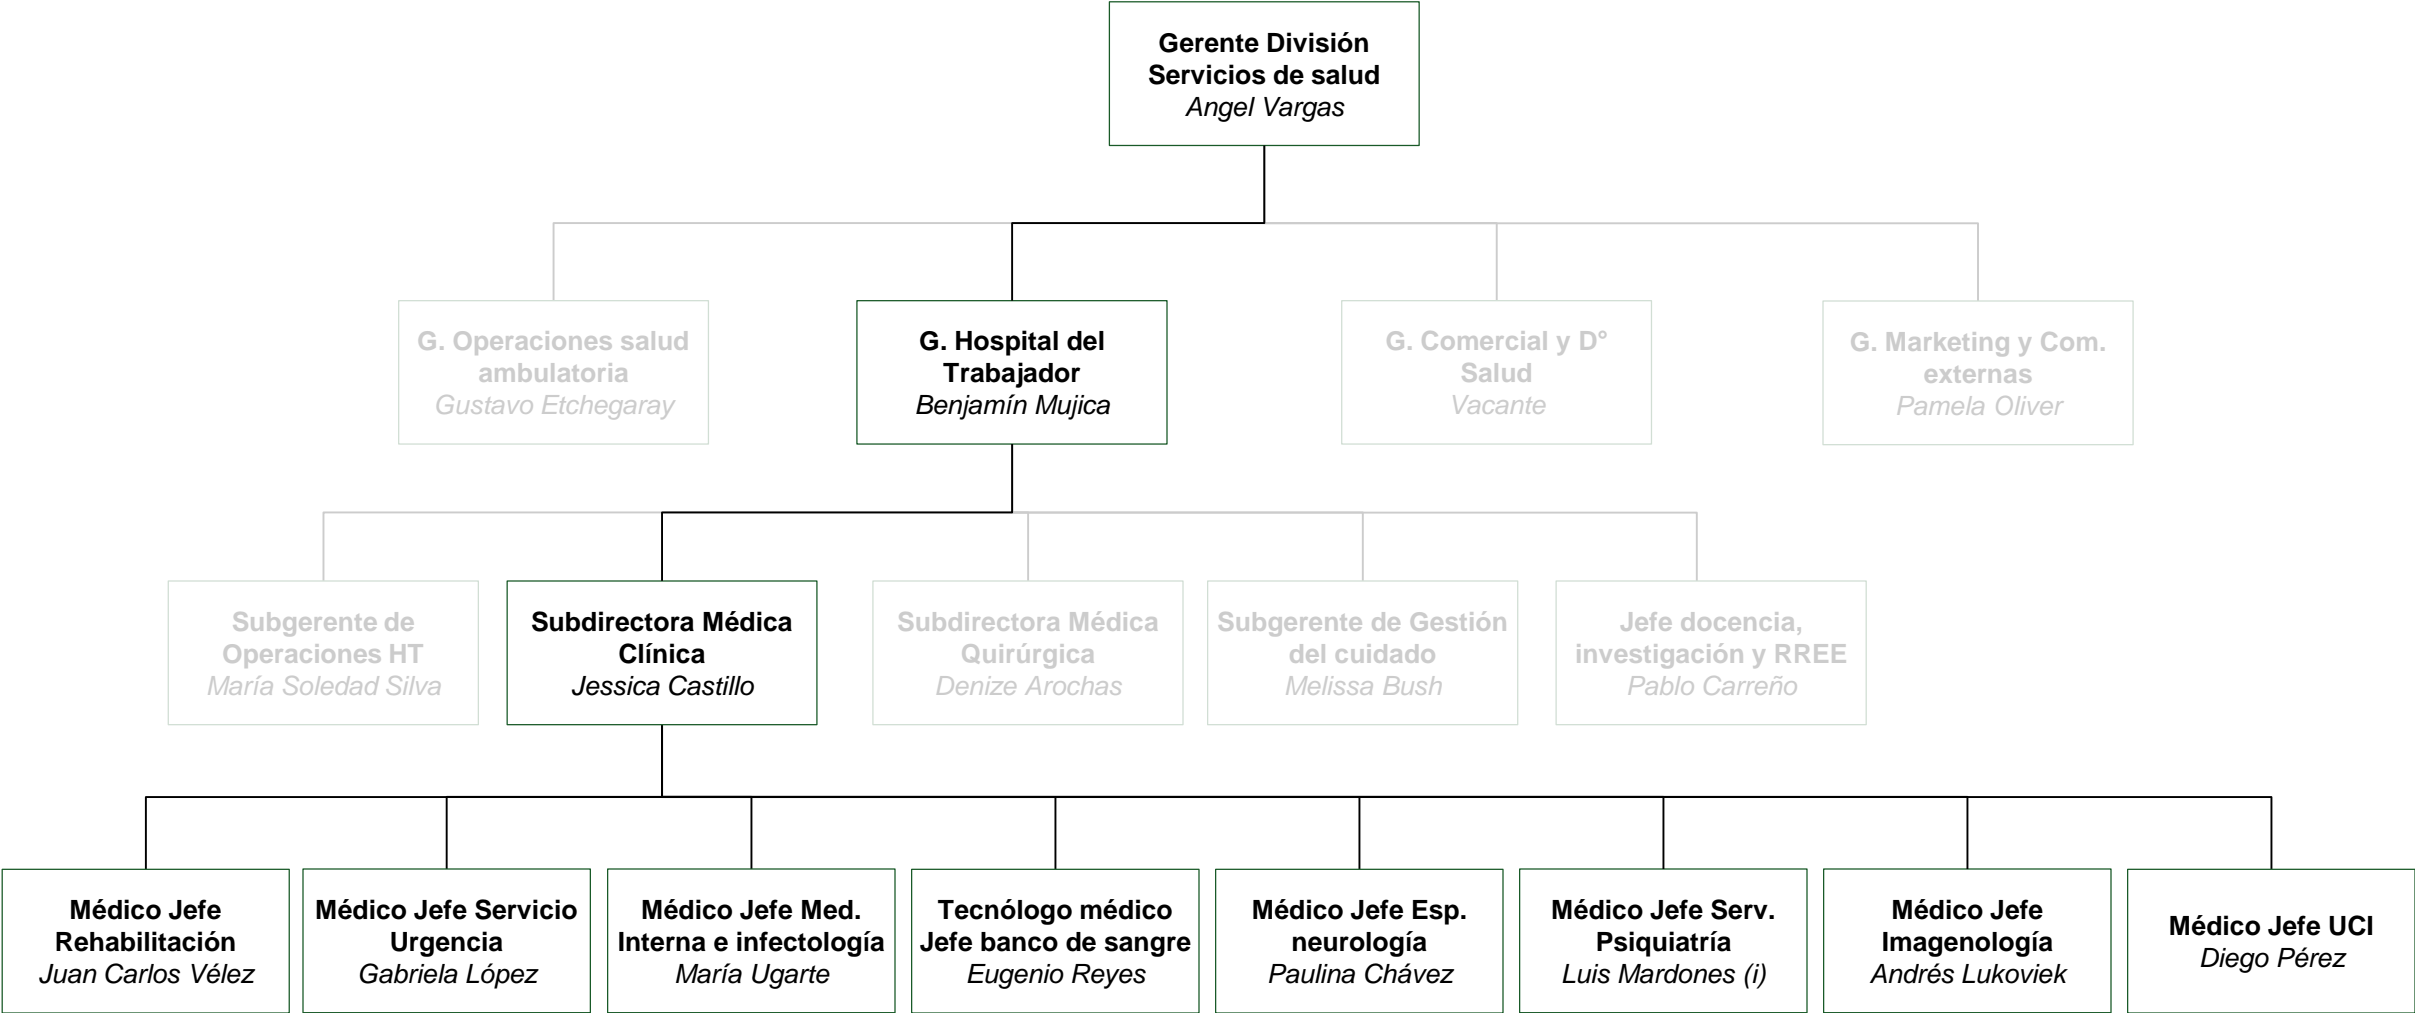 Gerente División
Servicios de salud
Angel Vargas
G. Operaciones salud
ambulatoria
Gustavo Etchegaray
G. Hospital del
Trabajador
Benjamín Mujica
G. Comercial y D°
Salud
Vacante
G. Marketing y Com.
externas
Pamela Oliver
Subgerente de
Operaciones HT
María Soledad Silva
Subdirectora Médica
Clínica
Jessica Castillo
Subdirectora Médica
Quirúrgica
Denize Arochas
Subgerente de Gestión
del cuidado
Melissa Bush
Jefe docencia,
investigación y RREE
Pablo Carreño
Médico Jefe
Rehabilitación
Juan Carlos Vélez
Médico Jefe Servicio
Urgencia
Gabriela López
Médico Jefe Med.
Interna e infectología
María Ugarte
Tecnólogo médico
Jefe banco de sangre
Eugenio Reyes
Médico Jefe Esp.
neurología
Paulina Chávez
Médico Jefe Serv.
Psiquiatría
Luis Mardones (i)
Médico Jefe
Imagenología
Andrés Lukoviek
Médico Jefe UCI
Diego Pérez